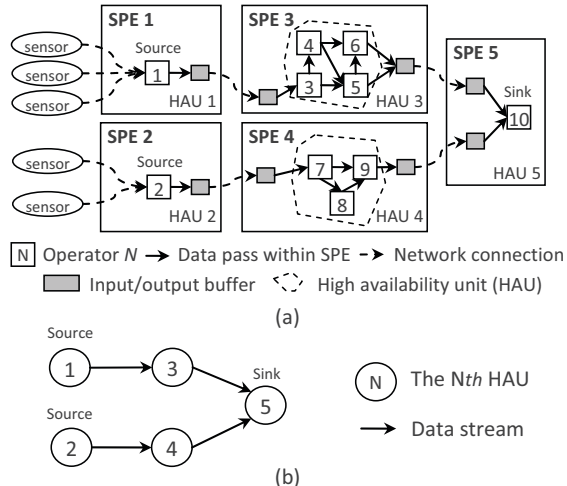 SPE 1
SPE 3
SPE 5
sensor
sensor
sensor
Source
1
HAU 1
4
6
3
5
HAU 3
Sink
10
HAU 5
SPE 2
SPE 4
sensor
sensor
Source
2
HAU 2
7
9
8
HAU 4
N Operator N Data pass within SPE Network connection
Input/output buffer High availability unit (HAU)
(a)
Source
1
3
Sink
5
Source
2
4
N The Nth HAU
Data stream
(b)